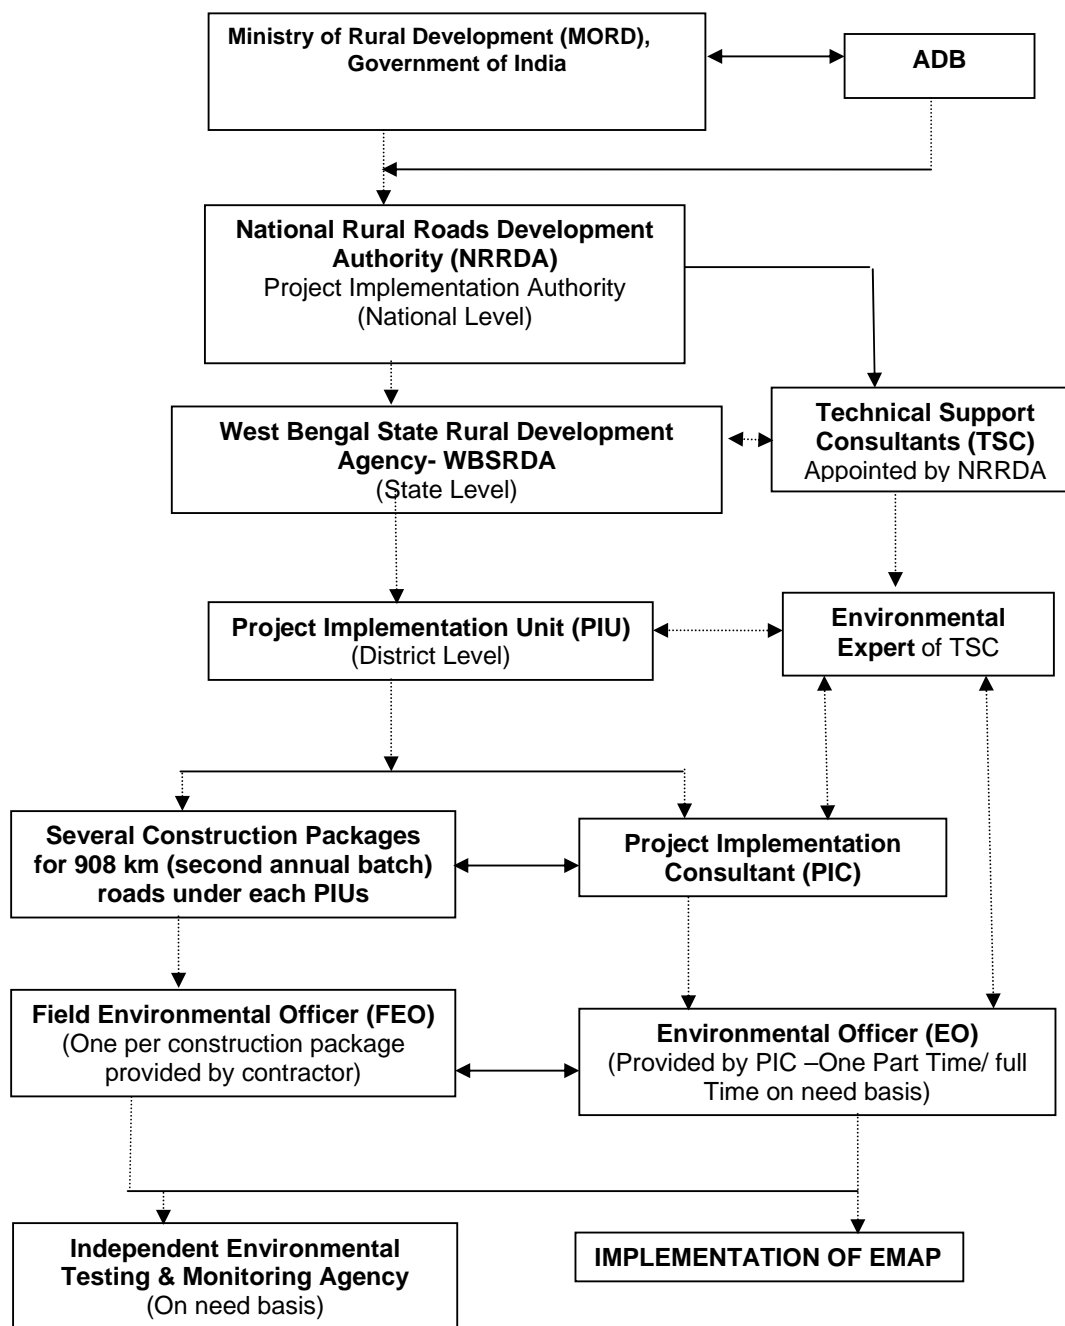 Ministry of Rural Development (MORD),
Government of India
ADB
National Rural Roads Development
Authority (NRRDA)
Project Implementation Authority
(National Level)
West Bengal State Rural Development
Agency- WBSRDA
(State Level)
Technical Support
Consultants (TSC)
Appointed by NRRDA
Project Implementation Unit (PIU)
(District Level)
Environmental
Expert of TSC
Several Construction Packages
for 908 km (second annual batch)
roads under each PIUs
Project Implementation
Consultant (PIC)
Field Environmental Officer (FEO)
(One per construction package
provided by contractor)
Environmental Officer (EO)
(Provided by PIC –One Part Time/ full
Time on need basis)
Independent Environmental
Testing & Monitoring Agency
(On need basis)
IMPLEMENTATION OF EMAP